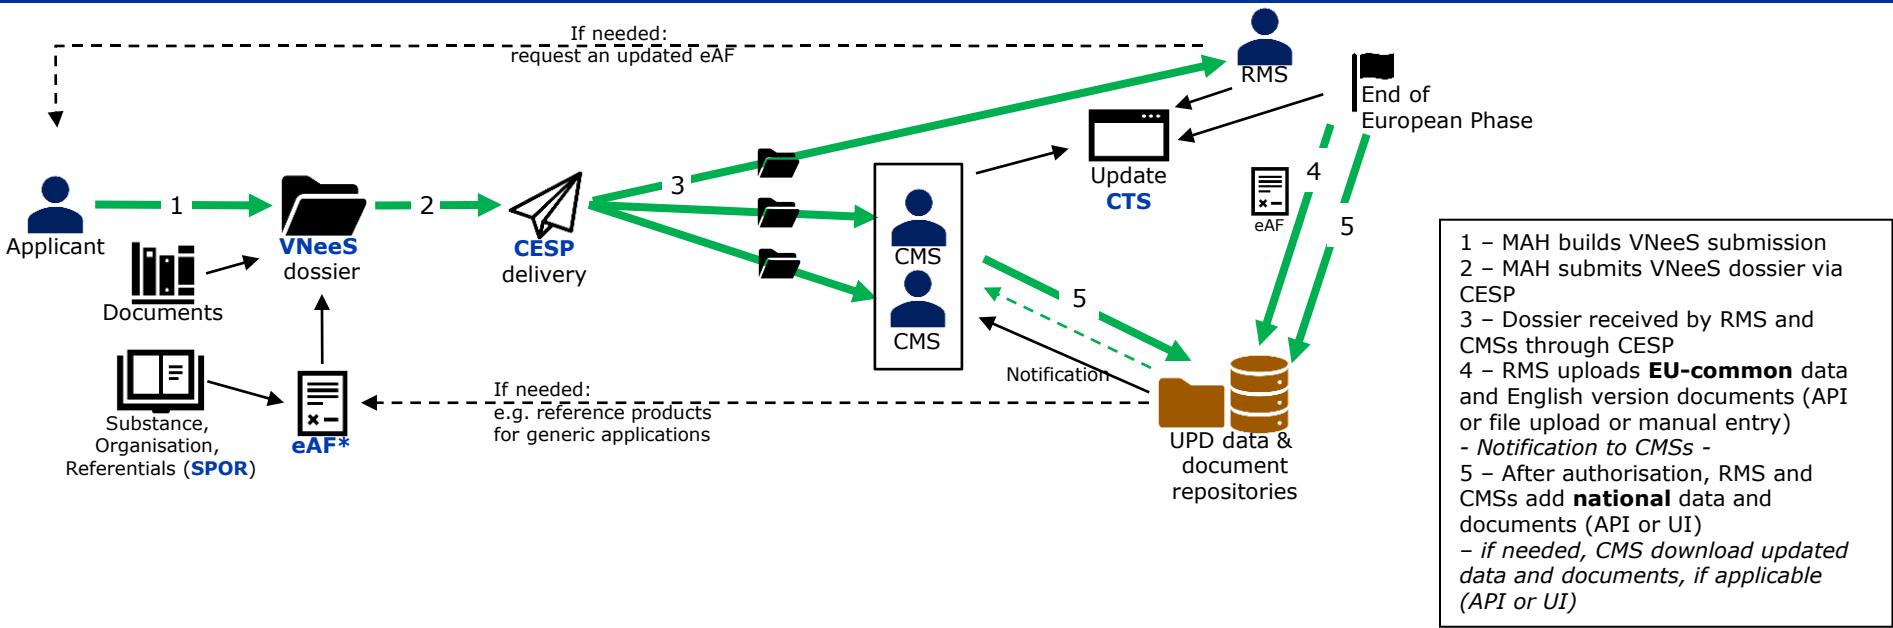 If needed:
request an updated eAF
RMS
End of
European Phase
1
2
3
4
5
eAF
Applicant
VNeeS
dossier
CESP
delivery
CMS
CMS
Update
CTS
Documents
5
Notification
Substance,
Organisation,
Referentials (SPOR)
eAF*
If needed:
e.g. reference products
for generic applications
UPD data &
document
repositories
1 – MAH builds VNeeS submission
2 – MAH submits VNeeS dossier via
CESP
3 – Dossier received by RMS and
CMSs through CESP
4 – RMS uploads EU-common data
and English version documents (API
or file upload or manual entry)
- Notification to CMSs -
5 – After authorisation, RMS and
CMSs add national data and
documents (API or UI)
– if needed, CMS download updated
data and documents, if applicable
(API or UI)